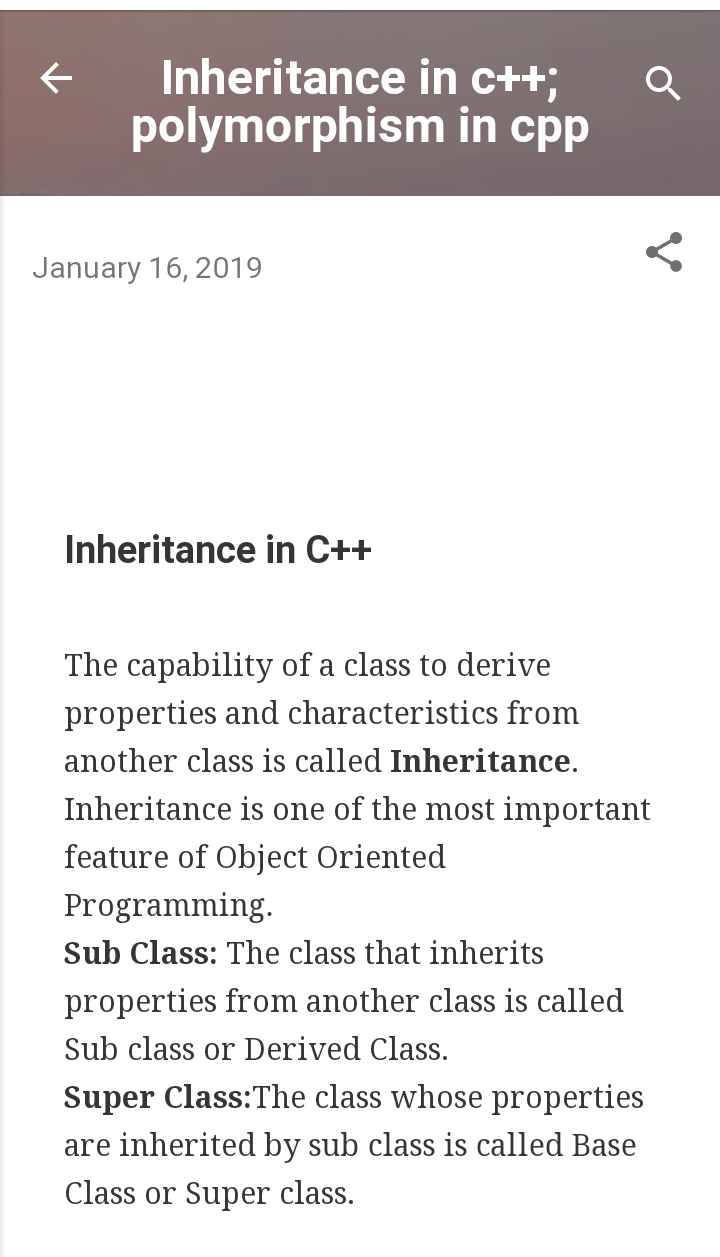 Inheritance in c++;
polymorphism in cpp
January 16, 2019
Inheritance in C++
The capability of a class to derive
properties and characteristics from
another class is called Inheritance.
Inheritance is one of the most important
feature of Object Oriented
Programming.
Sub Class: The class that inherits
properties from another class is called
Sub class or Derived Class.
Super Class:The class whose properties
are inherited by sub class is called Base
Class or Super class.